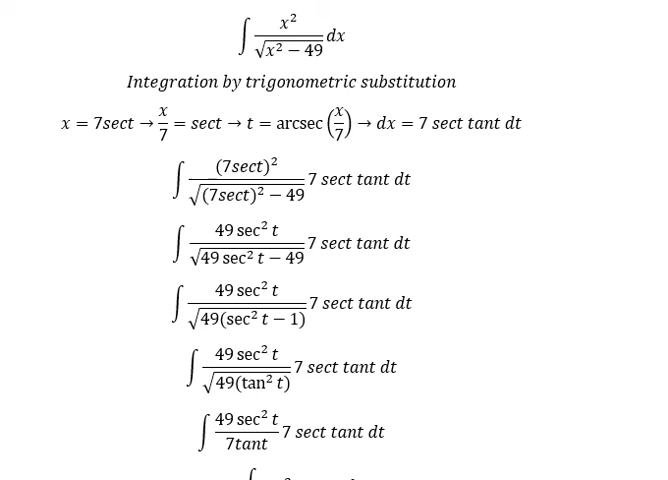 ∫ x² / √(x² − 49) dx
Integration by trigonometric substitution
x = 7sect → x/7 = sect → t = arcsec (x/7) → dx = 7 sect tant dt
∫ (7sect)² / √((7sect)² − 49) 7 sect tant dt
∫ 49 sec² t / √(49 sec² t − 49) 7 sect tant dt
∫ 49 sec² t / √(49(sec² t − 1)) 7 sect tant dt
∫ 49 sec² t / √(49(tan² t)) 7 sect tant dt
∫ 49 sec² t / 7tant 7 sect tant dt